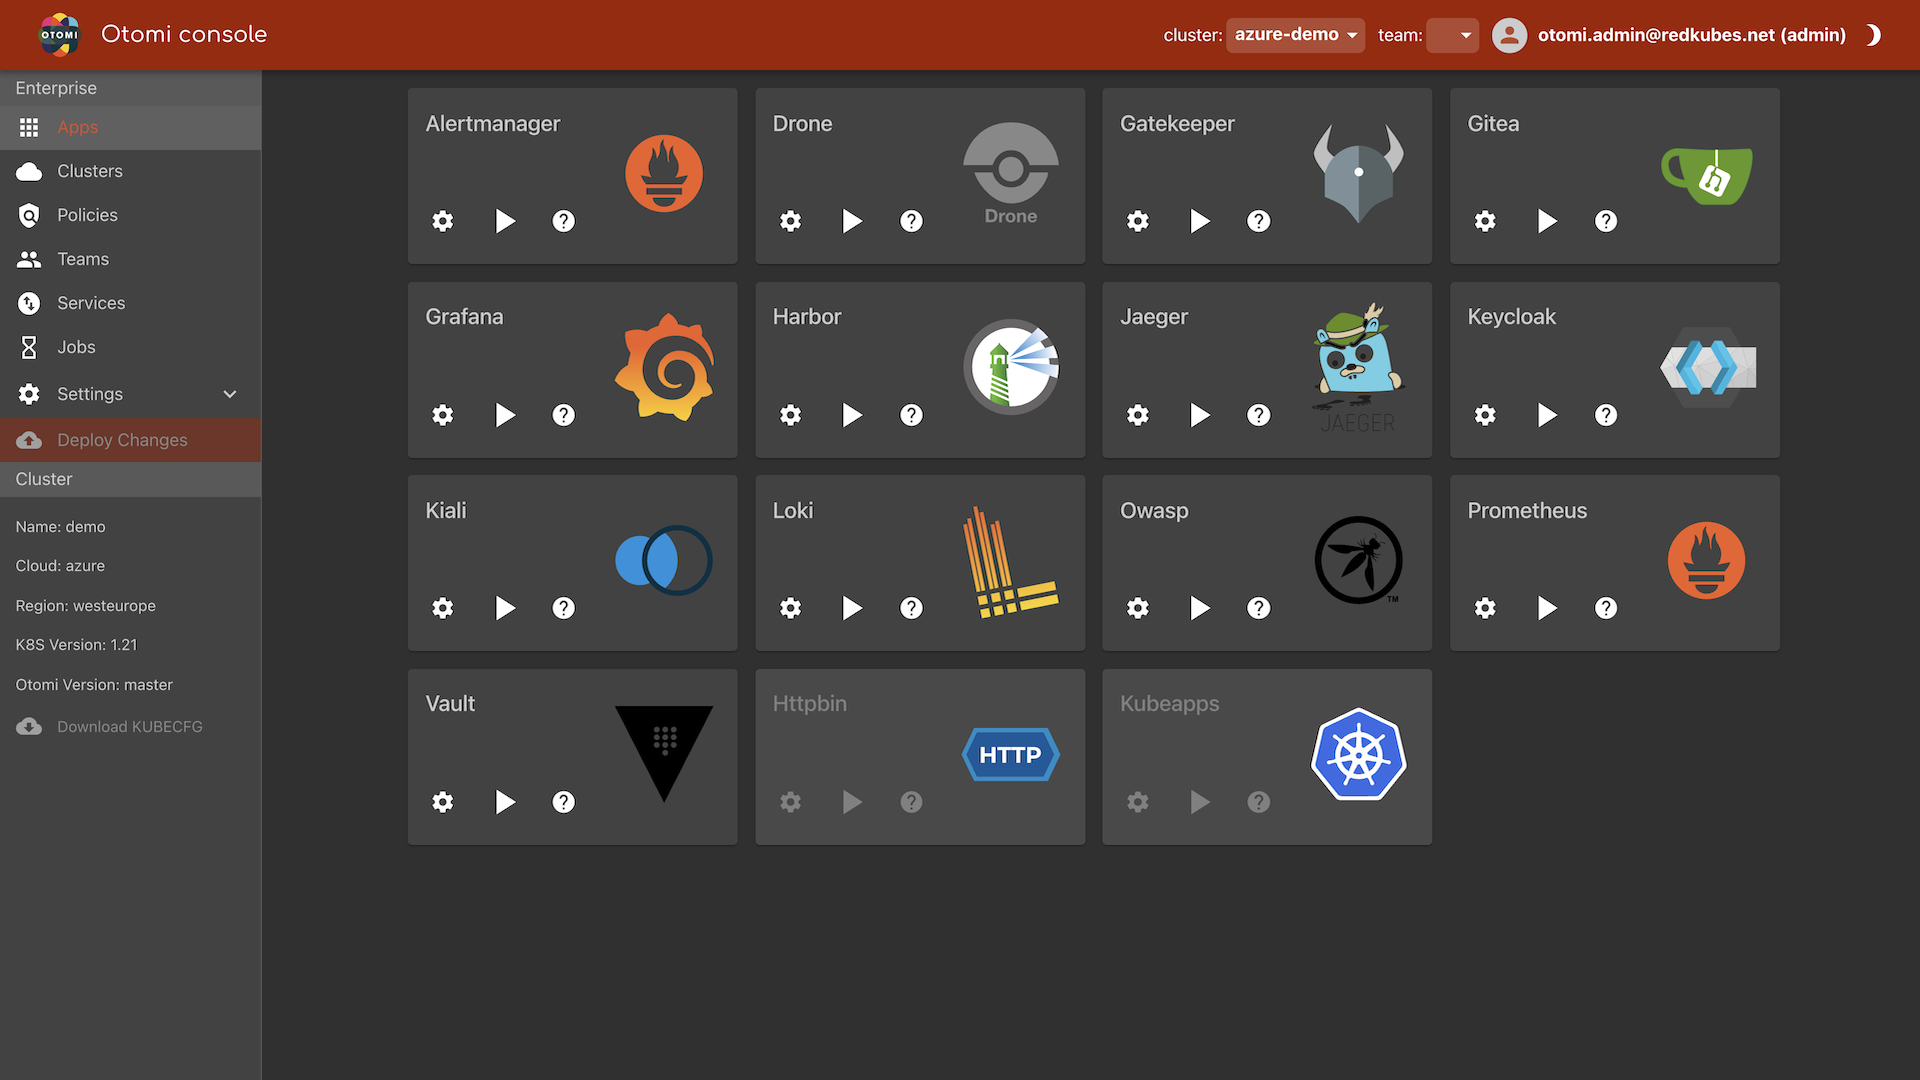 OTOMI
Otomi console
cluster: azure-demo
team:
otomi.admin@redkubes.net (admin)
Enterprise
Apps
Clusters
Policies
Teams
Services
Jobs
Settings
Deploy Changes
Cluster
Name: demo
Cloud: azure
Region: westeurope
K8S Version: 1.21
Otomi Version: master
Download KUBECFG
Alertmanager
Drone
Drone
Gatekeeper
Gitea
Grafana
Harbor
Jaeger
JAEGER
Keycloak
Kiali
Loki
Owasp
TM
Prometheus
Vault
Httpbin
HTTP
Kubeapps